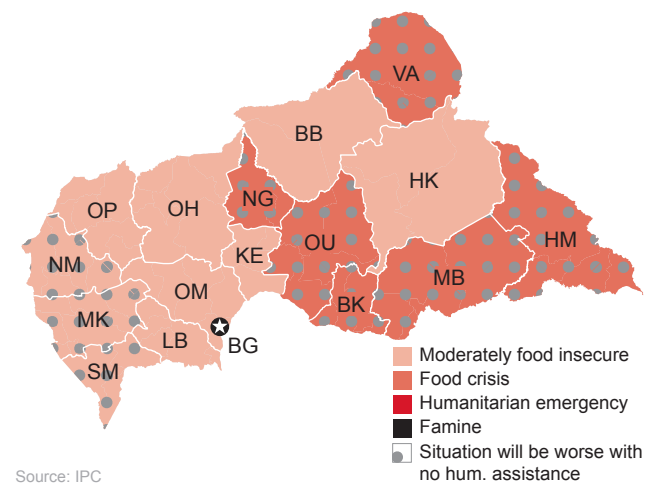 VA
BB
HK
NG
OP
OH
HM
OU
KE
NM
MB
OM
BK
MK
LB
BG
SM
Moderately food insecure
Food crisis
Humanitarian emergency
Famine
Situation will be worse with
no hum. assistance
Source: IPC